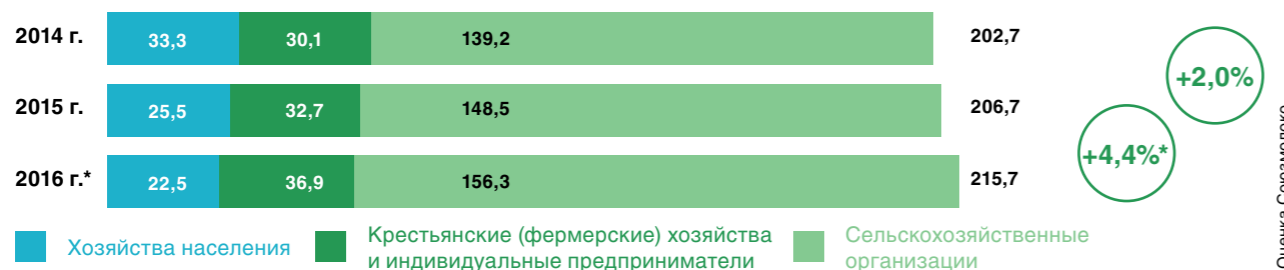 2014 г. 33,3 30,1 139,2 202,7
+2,0%
2015 г. 25,5 32,7 148,5 206,7
+4,4%*
2016 г.* 22,5 36,9 156,3 215,7
Хозяйства населения
Крестьянские (фермерские) хозяйства
и индивидуальные предприниматели
Сельскохозяйственные
организации
Оценка Союзмолоко